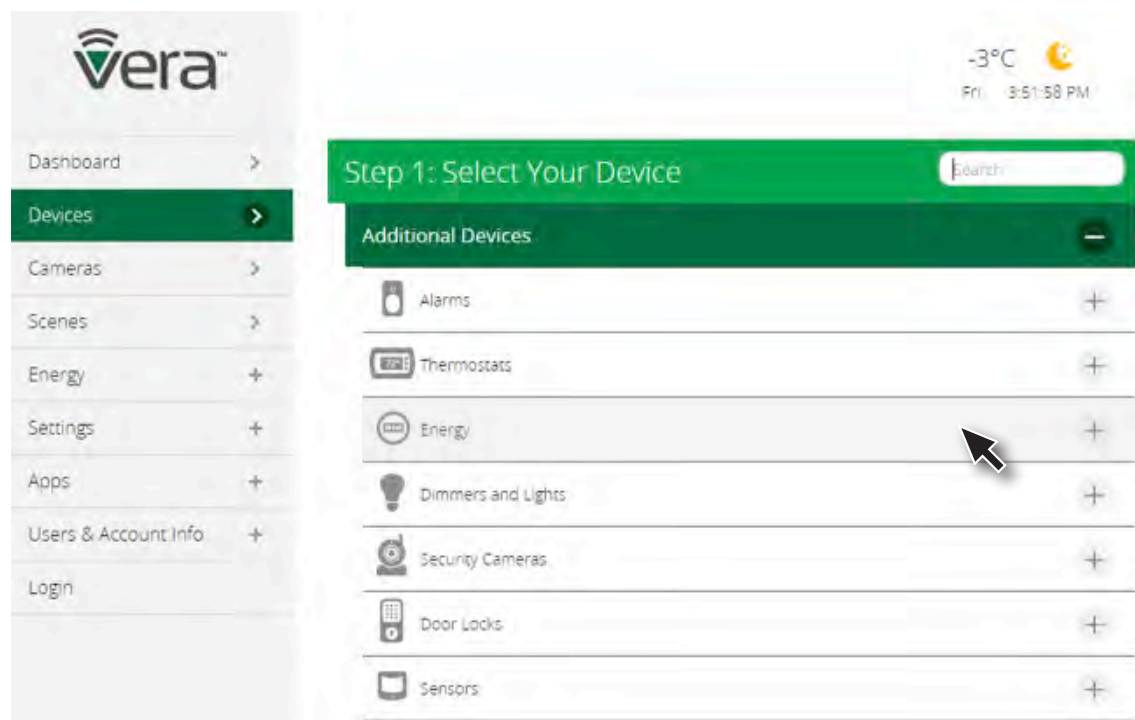 vera™
-3°C
Fri 3:51:58 PM
Dashboard
Devices
Cameras
Scenes
Energy
Settings
Apps
Users & Account Info
Login
Step 1: Select Your Device
Search
Additional Devices
Alarms
Thermostats
Energy
Dimmers and Lights
Security Cameras
Door Locks
Sensors